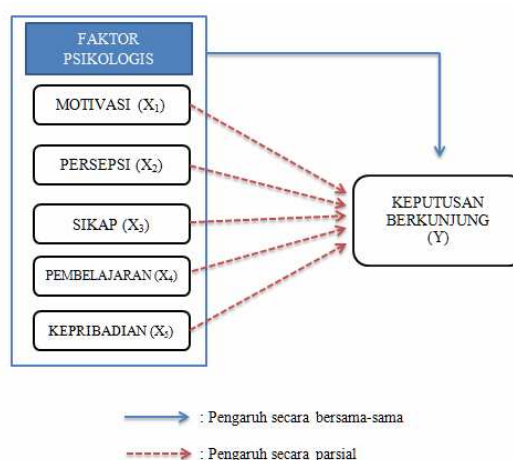 FAKTOR
PSIKOLOGIS
MOTIVASI (X₁)
PERSEPSI (X₂)
SIKAP (X₃)
PEMBELAJARAN (X₄)
KEPRIBADIAN (X₅)
KEPUTUSAN
BERKUNJUNG
(Y)
: Pengaruh secara bersama-sama
: Pengaruh secara parsial